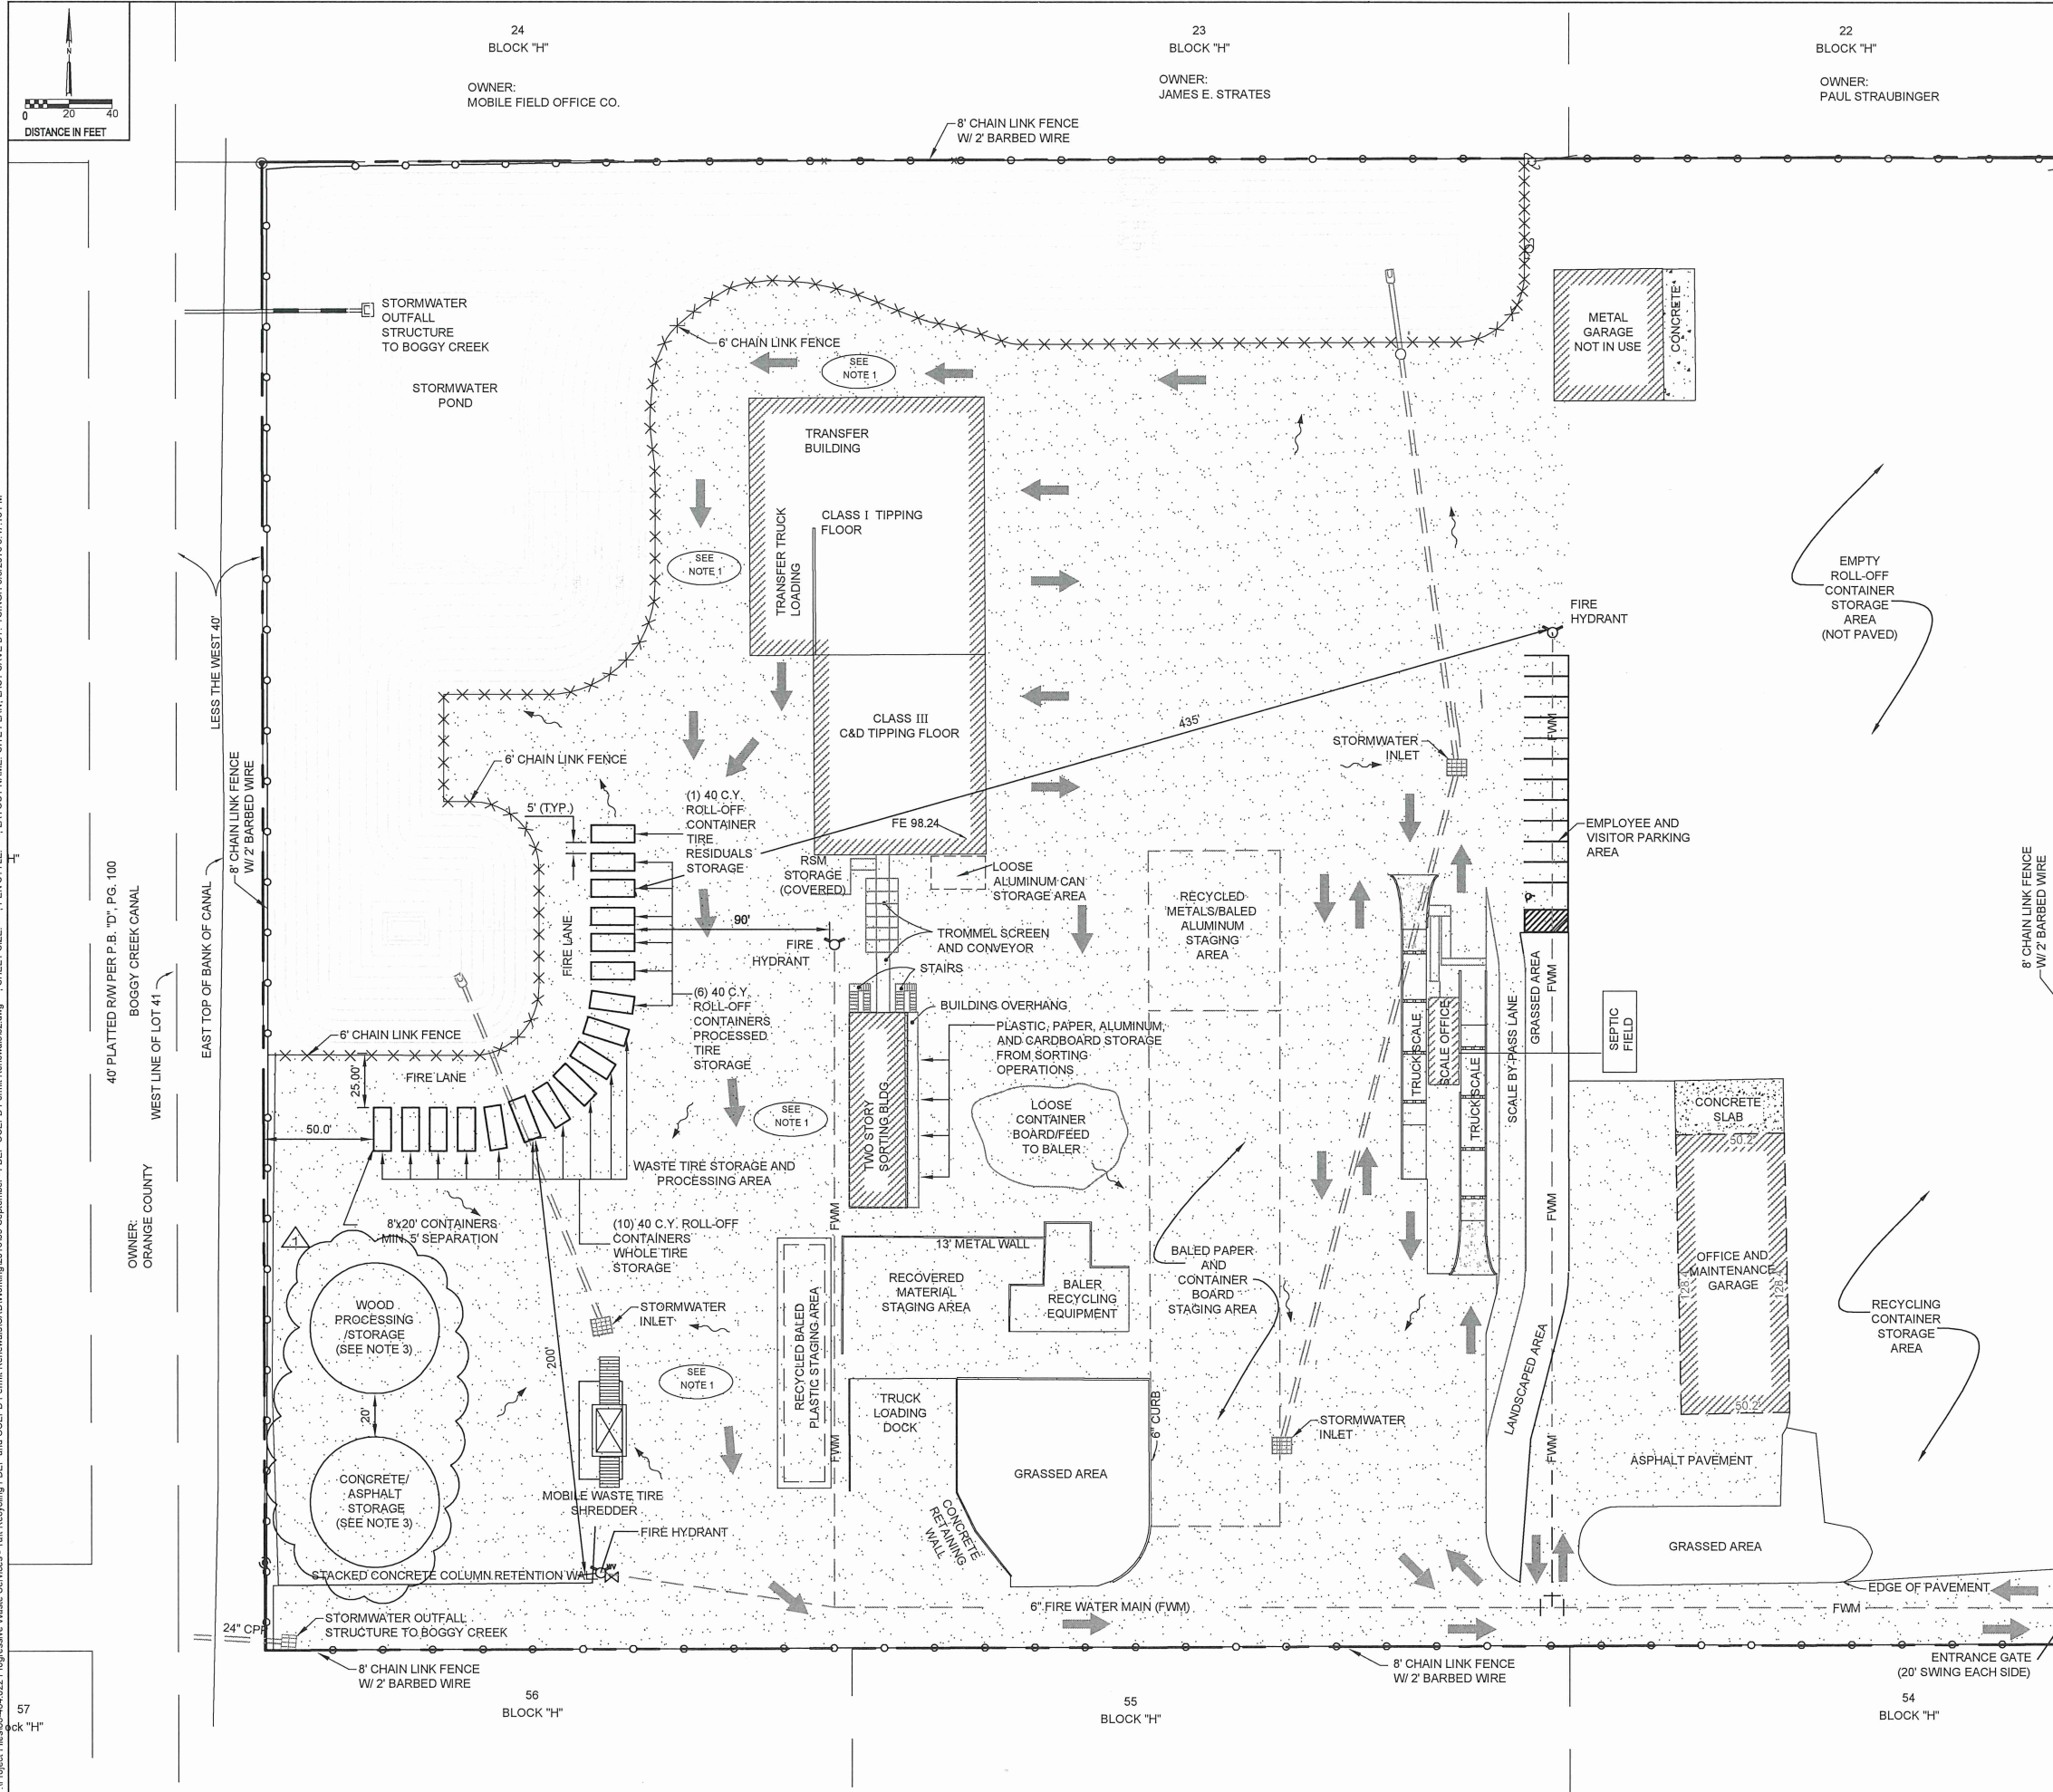 24
BLOCK "H"
OWNER:
MOBILE FIELD OFFICE CO.
23
BLOCK "H"
OWNER:
JAMES E. STRATES
22
BLOCK "H"
OWNER:
PAUL STRAUBINGER
N
0 20 40
DISTANCE IN FEET
8' CHAIN LINK FENCE
W/ 2' BARBED WIRE
STORMWATER
OUTFALL
STRUCTURE
TO BOGGY CREEK
STORMWATER
POND
6' CHAIN LINK FENCE
SEE
NOTE 1
METAL
GARAGE
NOT IN USE
CONCRETE
TRANSFER
BUILDING
CLASS I TIPPING
FLOOR
TRANSFER TRUCK
LOADING
SEE
NOTE 1
EMPTY
ROLL-OFF
CONTAINER
STORAGE
AREA
(NOT PAVED)
FIRE
HYDRANT
LESS THE WEST 40'
CLASS III
C&D TIPPING FLOOR
435'
FWM
STORMWATER
INLET
6' CHAIN LINK FENCE
8' CHAIN LINK FENCE
W/ 2' BARBED WIRE
5' (TYP.)
(1) 40 C.Y.
ROLL-OFF
CONTAINER
TIRE
RESIDUALS
STORAGE
FE 98.24
EMPLOYEE AND
VISITOR PARKING
AREA
RSM
STORAGE
(COVERED)
LOOSE
ALUMINUM CAN
STORAGE AREA
RECYCLED
METALS/BALED
ALUMINUM
STAGING
AREA
8' CHAIN LINK FENCE
W/ 2' BARBED WIRE
40' PLATTED R/W PER P.B. "D", PG. 100
BOGGY CREEK CANAL
WEST LINE OF LOT 41
EAST TOP OF BANK OF CANAL
FIRE LANE
90'
FIRE
HYDRANT
TROMMEL SCREEN
AND CONVEYOR
STAIRS
BUILDING OVERHANG
GRASSED AREA
FWM
(6) 40 C.Y.
ROLL-OFF
CONTAINERS
PROCESSED
TIRE
STORAGE
PLASTIC, PAPER, ALUMINUM,
AND CARDBOARD STORAGE
FROM SORTING
OPERATIONS
TRUCK SCALE
SCALE OFFICE
TRUCK SCALE
SCALE BY-PASS LANE
SEPTIC
FIELD
6' CHAIN LINK FENCE
FIRE LANE
25.00'
50.0'
SEE
NOTE 1
TWO STORY
SORTING BLDG.
LOOSE
CONTAINER
BOARD/FEED
TO BALER
CONCRETE
SLAB
50.2'
WASTE TIRE STORAGE AND
PROCESSING AREA
OWNER:
ORANGE COUNTY
8'x20' CONTAINERS
MIN. 5' SEPARATION
(10) 40 C.Y. ROLL-OFF
CONTAINERS
WHOLE TIRE
STORAGE
FWM
FWM
13' METAL WALL
BALED PAPER
AND
CONTAINER
BOARD
STAGING AREA
OFFICE AND
MAINTENANCE
GARAGE
128.4'
128.4'
1
RECOVERED
MATERIAL
STAGING AREA
BALER
RECYCLING
EQUIPMENT
RECYCLING
CONTAINER
STORAGE
AREA
WOOD
PROCESSING
/STORAGE
(SEE NOTE 3)
STORMWATER
INLET
200'
RECYCLED BALED
PLASTIC STAGING AREA
SEE
NOTE 1
LANDSCAPED AREA
20'
TRUCK
LOADING
DOCK
6" CURB
50.2'
STORMWATER
INLET
FWM
FWM
ASPHALT PAVEMENT
GRASSED AREA
CONCRETE/
ASPHALT
STORAGE
(SEE NOTE 3)
MOBILE WASTE TIRE
SHREDDER
CONCRETE
RETAINING
WALL
FIRE HYDRANT
GRASSED AREA
STACKED CONCRETE COLUMN RETENTION WALL
WV
EDGE OF PAVEMENT
6" FIRE WATER MAIN (FWM)
FWM
24" CPP
STORMWATER OUTFALL
STRUCTURE TO BOGGY CREEK
ENTRANCE GATE
(20' SWING EACH SIDE)
8' CHAIN LINK FENCE
W/ 2' BARBED WIRE
8' CHAIN LINK FENCE
W/ 2' BARBED WIRE
57
ock "H"
56
BLOCK "H"
55
BLOCK "H"
54
BLOCK "H"